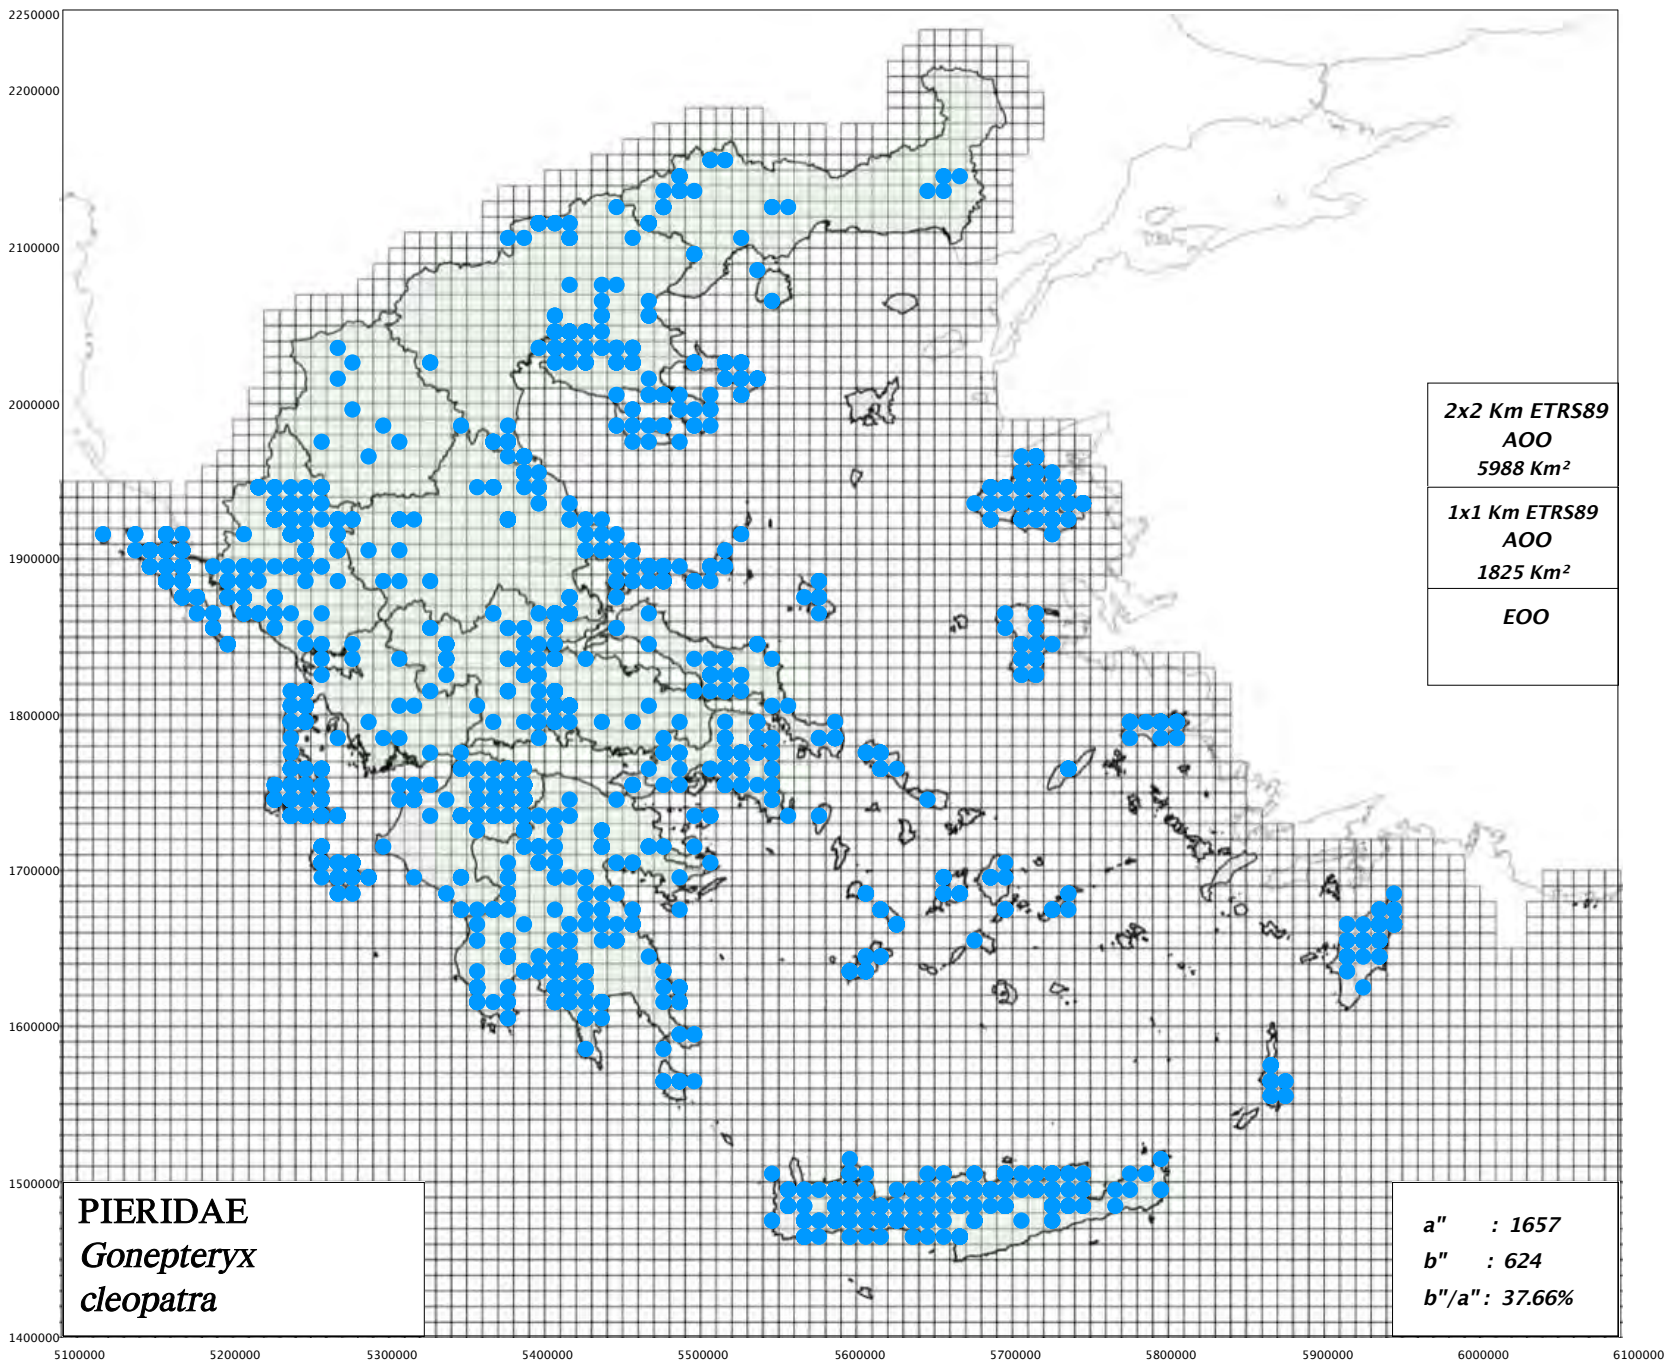 2250000
2200000
2100000
2000000
1900000
1800000
1700000
1600000
1500000
1400000
2x2 Km ETRS89
AOO
5988 Km²
1x1 Km ETRS89
AOO
1825 Km²
EOO
PIERIDAE
Gonepteryx
cleopatra
a" : 1657
b" : 624
b"/a" : 37.66%
5100000 5200000 5300000 5400000 5500000 5600000 5700000 5800000 5900000 6000000 6100000